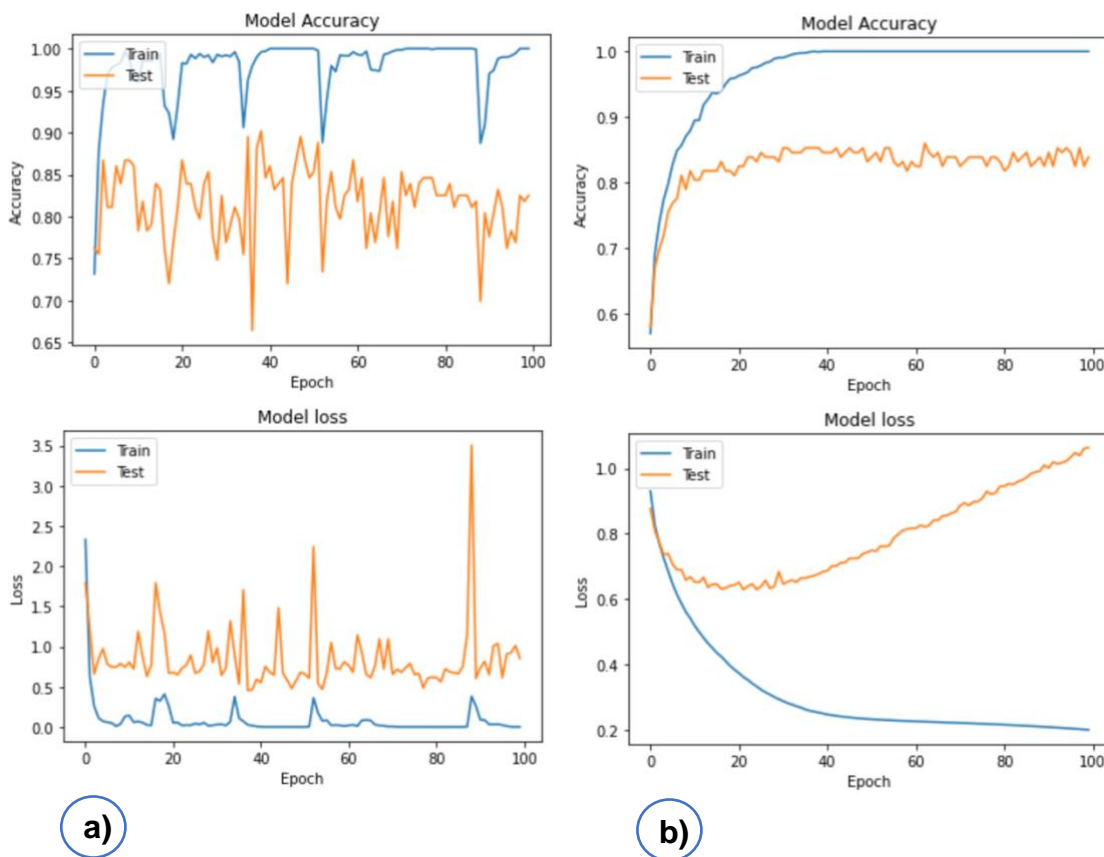 Model Accuracy
Train
Test
1.00
0.95
0.90
0.85
0.80
0.75
0.70
0.65
Accuracy
0
20
40
60
80
100
Epoch
Model Accuracy
Train
Test
1.0
0.9
0.8
0.7
0.6
Accuracy
0
20
40
60
80
100
Epoch
Model loss
Train
Test
3.5
3.0
2.5
2.0
1.5
1.0
0.5
0.0
Loss
0
20
40
60
80
100
Epoch
Model loss
Train
Test
1.0
0.8
0.6
0.4
0.2
Loss
0
20
40
60
80
100
Epoch
a)
b)